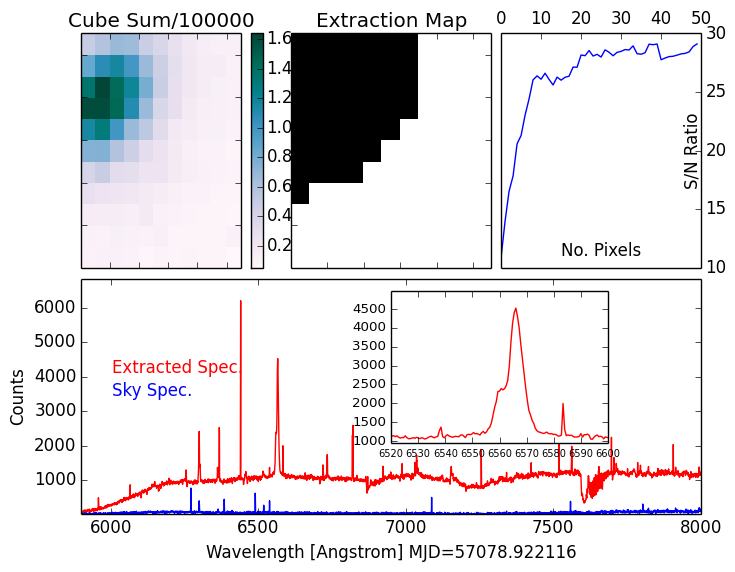 Cube Sum/100000
Extraction Map
0 10 20 30 40 50
1.6
1.4
1.2
1.0
0.8
0.6
0.4
0.2
30
25
20
15
10
S/N Ratio
No. Pixels
6000
5000
4000
3000
2000
1000
Counts
Extracted Spec.
Sky Spec.
4500
4000
3500
3000
2500
2000
1500
1000
6520 6530 6540 6550 6560 6570 6580 6590 6600
6000 6500 7000 7500 8000
Wavelength [Angstrom] MJD=57078.922116